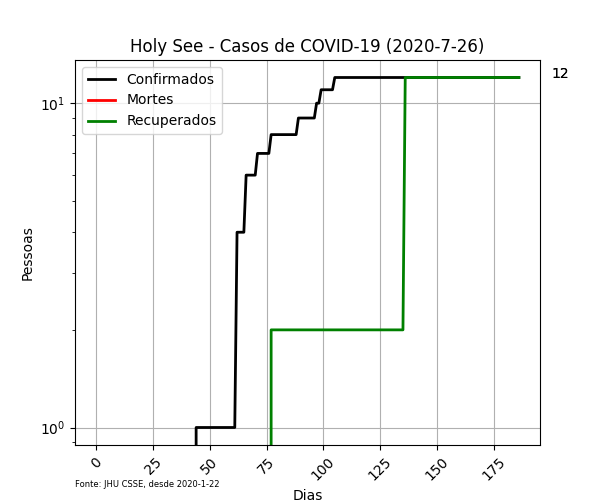 Holy See - Casos de COVID-19 (2020-7-26)
Confirmados
Mortes
Recuperados
12
10¹
10⁰
Pessoas
0
25
50
75
100
125
150
175
Dias
Fonte: JHU CSSE, desde 2020-1-22